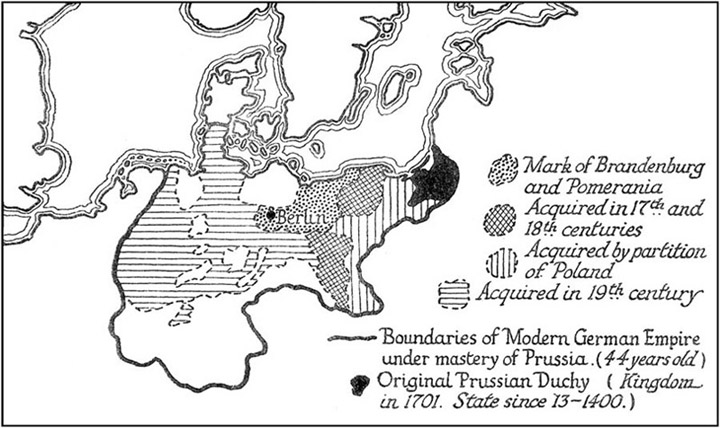 Berlin
Mark of Brandenburg
and Pomerania
Acquired in 17th and
18th centuries
Acquired by partition
of Poland
Acquired in 19th century
Boundaries of Modern German Empire
under mastery of Prussia. (44 years old)
Original Prussian Duchy ( Kingdom
in 1701. State since 13-1400.)